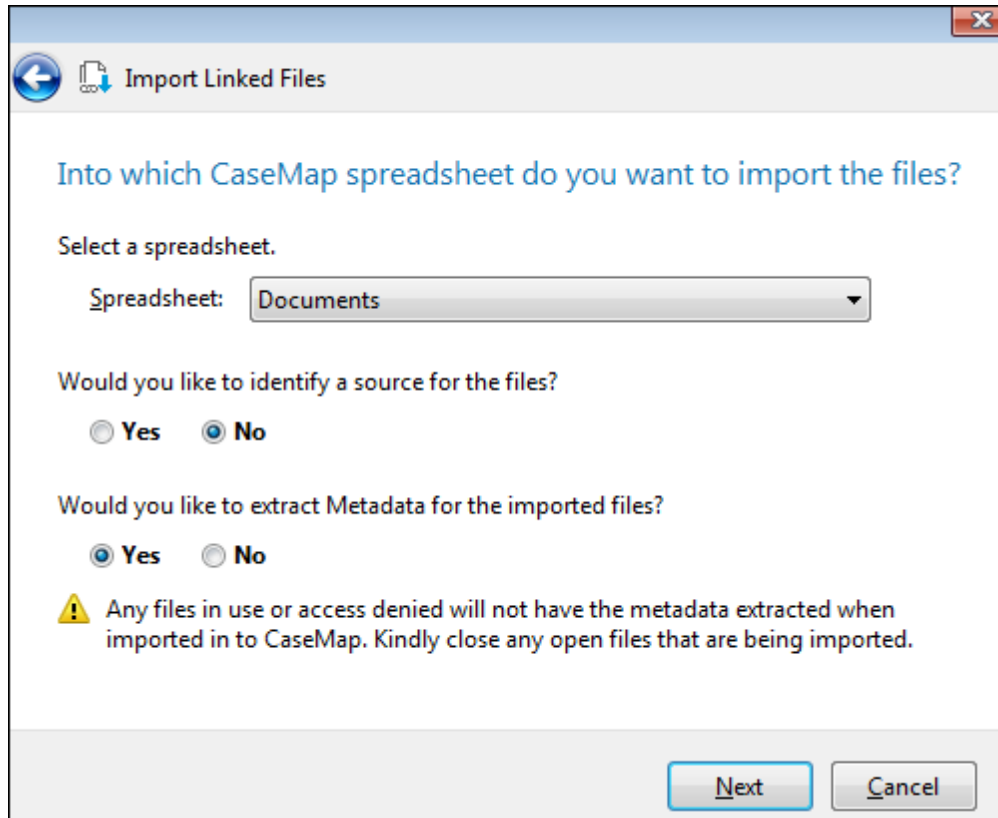 Import Linked Files
Into which CaseMap spreadsheet do you want to import the files?
Select a spreadsheet.
Spreadsheet: Documents
Would you like to identify a source for the files?
Yes No
Would you like to extract Metadata for the imported files?
Yes No
Any files in use or access denied will not have the metadata extracted when
imported in to CaseMap. Kindly close any open files that are being imported.
Next Cancel